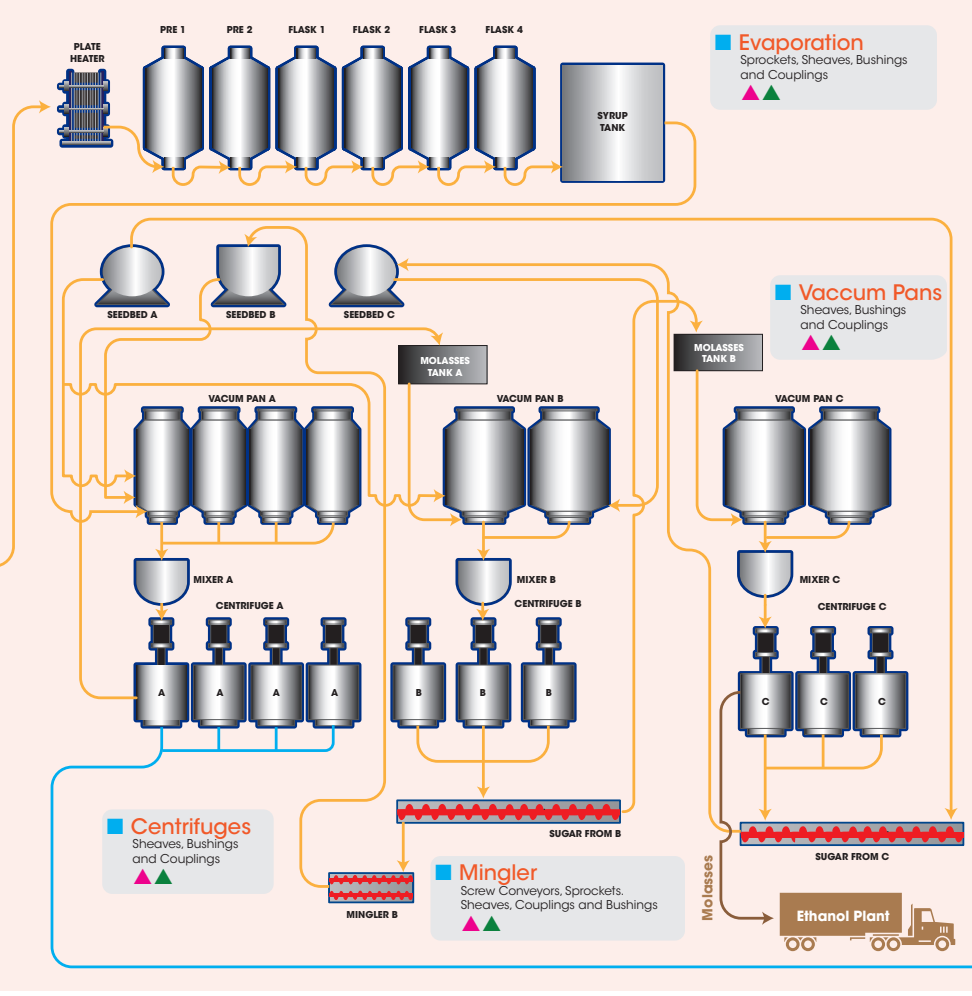 PLATE
HEATER
PRE 1
PRE 2
FLASK 1
FLASK 2
FLASK 3
FLASK 4
SYRUP
TANK
Evaporation
Sprockets, Sheaves, Bushings
and Couplings
SEEDBED A
SEEDBED B
SEEDBED C
Vaccum Pans
Sheaves, Bushings
and Couplings
MOLASSES
TANK A
MOLASSES
TANK B
VACUM PAN A
VACUM PAN B
VACUM PAN C
MIXER A
MIXER B
MIXER C
CENTRIFUGE A
CENTRIFUGE B
CENTRIFUGE C
A
A
A
A
B
B
B
C
C
C
Centrifuges
Sheaves, Bushings
and Couplings
SUGAR FROM B
SUGAR FROM C
MINGLER B
Mingler
Screw Conveyors, Sprockets.
Sheaves, Couplings and Bushings
Molasses
Ethanol Plant